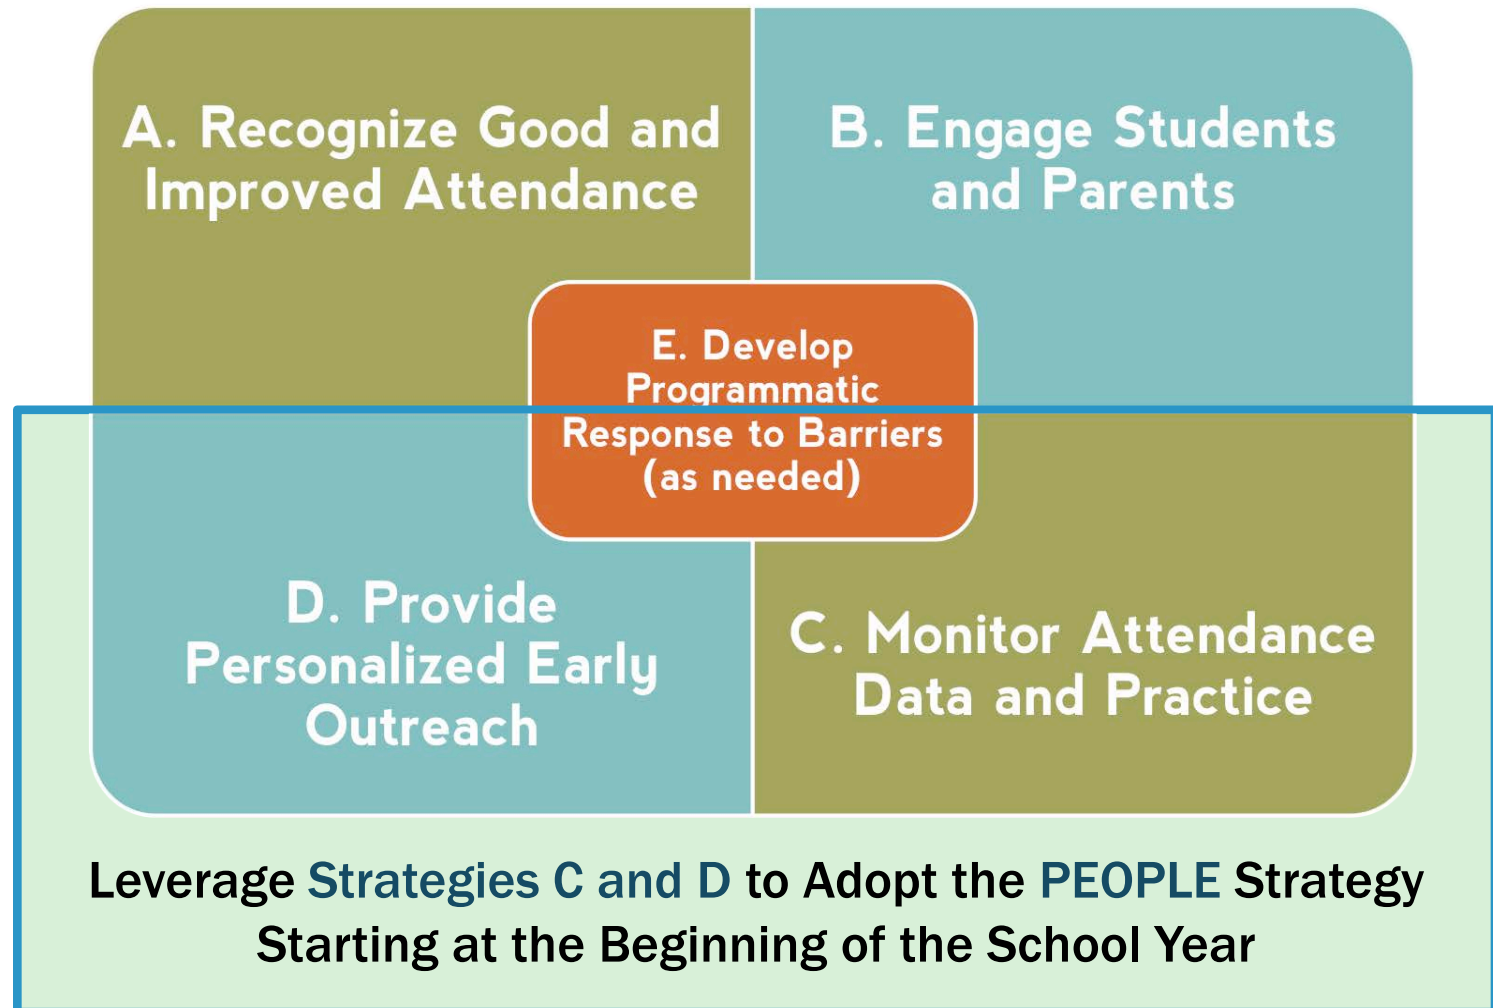 A. Recognize Good and
Improved Attendance
B. Engage Students
and Parents
E. Develop
Programmatic
Response to Barriers
(as needed)
D. Provide
Personalized Early
Outreach
C. Monitor Attendance
Data and Practice
Leverage Strategies C and D to Adopt the PEOPLE Strategy
Starting at the Beginning of the School Year